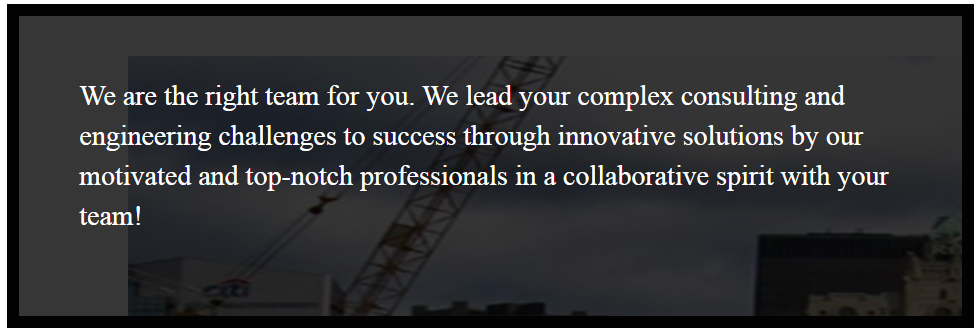 We are the right team for you. We lead your complex consulting and
engineering challenges to success through innovative solutions by our
motivated and top-notch professionals in a collaborative spirit with your
team!
citi